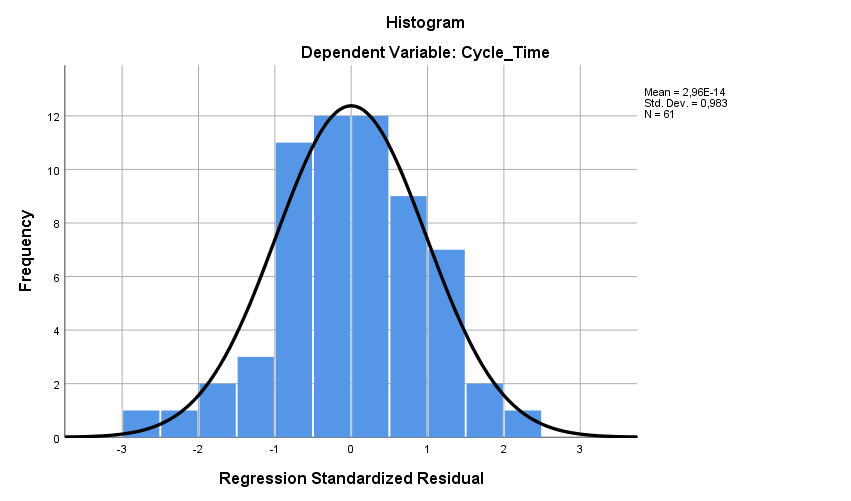 Histogram
Dependent Variable: Cycle_Time
Mean = 2,96E-14
Std. Dev. = 0,983
N = 61
Frequency
12
10
8
6
4
2
0
-3 -2 -1 0 1 2 3
Regression Standardized Residual